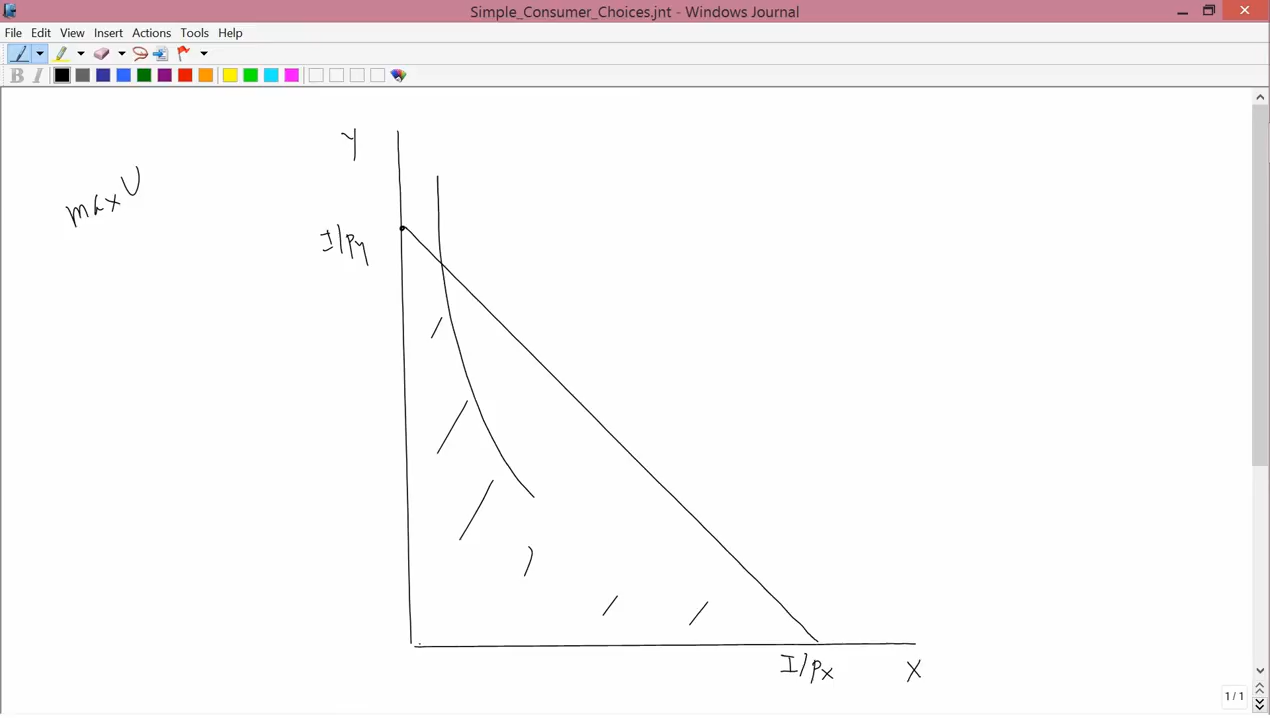 Simple_Consumer_Choices.jnt - Windows Journal
File Edit View Insert Actions Tools Help
B I
Y
max U
I/Py
I/Px X
1 / 1